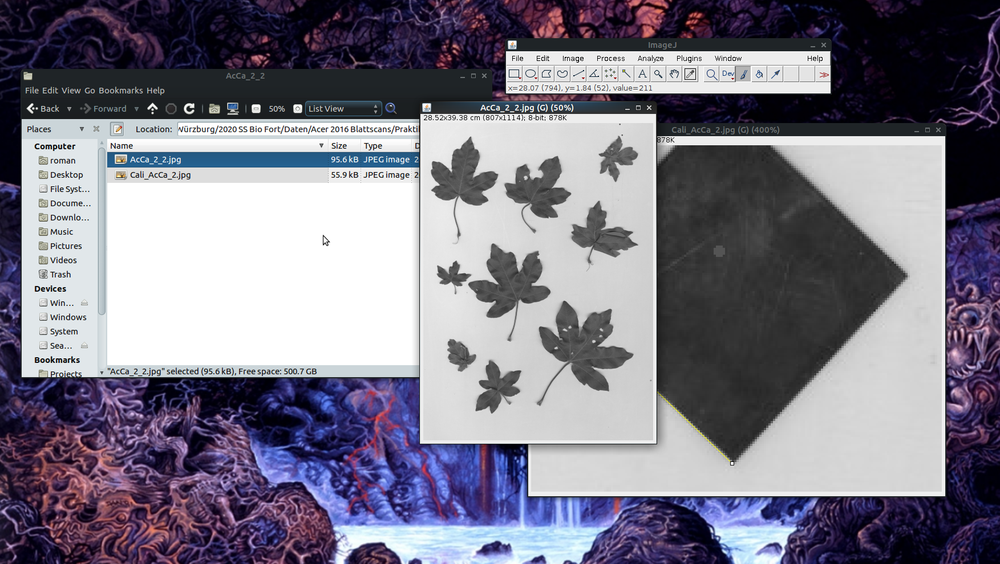 ImageJ
File Edit Image Process Analyze Plugins Window Help
Dev
x=28.07 (794), y=1.84 (52), value=211
AcCa_2_2
File Edit View Go Bookmarks Help
Back Forward 50% List View
Places Location: Würzburg/2020 SS Bio Fort/Daten/Acer 2016 Blattscans/Prakti
Name Size Type D
AcCa_2_2.jpg 95.6 kB JPEG image 2
Cali_AcCa_2.jpg 55.9 kB JPEG image 2
Computer
roman
Desktop
File Syst...
Docume...
Downlo...
Music
Pictures
Videos
Trash
Devices
Win...
Windows
System
Sea...
Bookmarks
Projects
"AcCa_2_2.jpg" selected (95.6 kB), Free space: 500.7 GB
AcCa_2_2.jpg (G) (50%)
28.52x39.38 cm (807x1114); 8-bit; 878K
Cali_AcCa_2.jpg (G) (400%)
878K